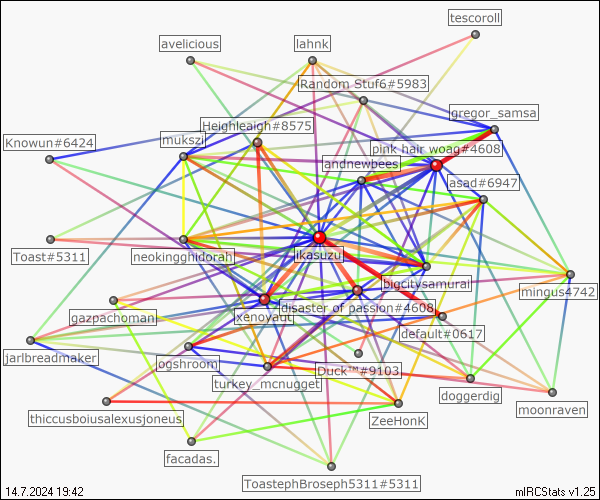 tescoroll
avelicious
lahnk
Random Stuf6#5983
gregor_samsa
Heighleaigh#8575
Knowun#6424
mukszi
pink hair woag#4608
andnewbees
asad#6947
Toast#5311
neokingghidorah
ikasuzu
bigcitysamurai
mingus4742
disaster of passion#4608
xenoyaut
gazpachoman
default#0617
jarlbreadmaker
ogshroom
Duck™#9103
turkey_mcnugget
doggerdig
moonraven
thiccusboiusalexusjoneus
ZeeHonK
facadas.
ToastephBroseph5311#5311
14.7.2024 19:42
mIRCStats v1.25